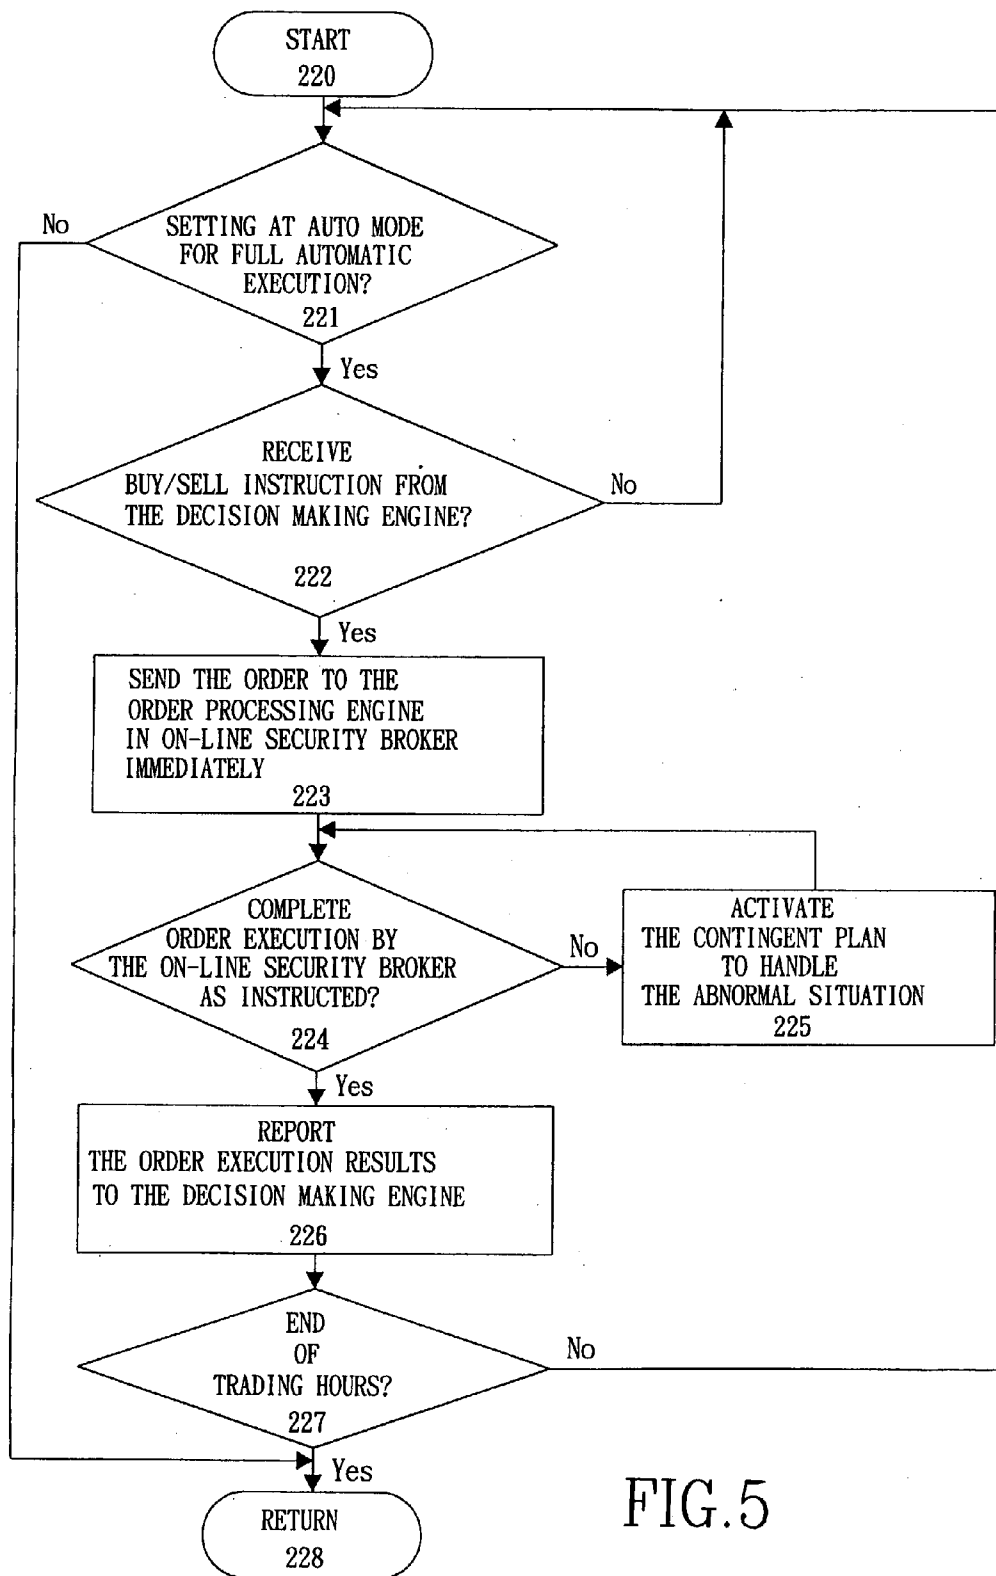 START
220
No
SETTING AT AUTO MODE
FOR FULL AUTOMATIC
EXECUTION?
221
Yes
RECEIVE
BUY/SELL INSTRUCTION FROM
THE DECISION MAKING ENGINE?
222
No
Yes
SEND THE ORDER TO THE
ORDER PROCESSING ENGINE
IN ON-LINE SECURITY BROKER
IMMEDIATELY
223
COMPLETE
ORDER EXECUTION BY
THE ON-LINE SECURITY BROKER
AS INSTRUCTED?
224
No
ACTIVATE
THE CONTINGENT PLAN
TO HANDLE
THE ABNORMAL SITUATION
225
Yes
REPORT
THE ORDER EXECUTION RESULTS
TO THE DECISION MAKING ENGINE
226
END
OF
TRADING HOURS?
227
No
Yes
RETURN
228
FIG.5